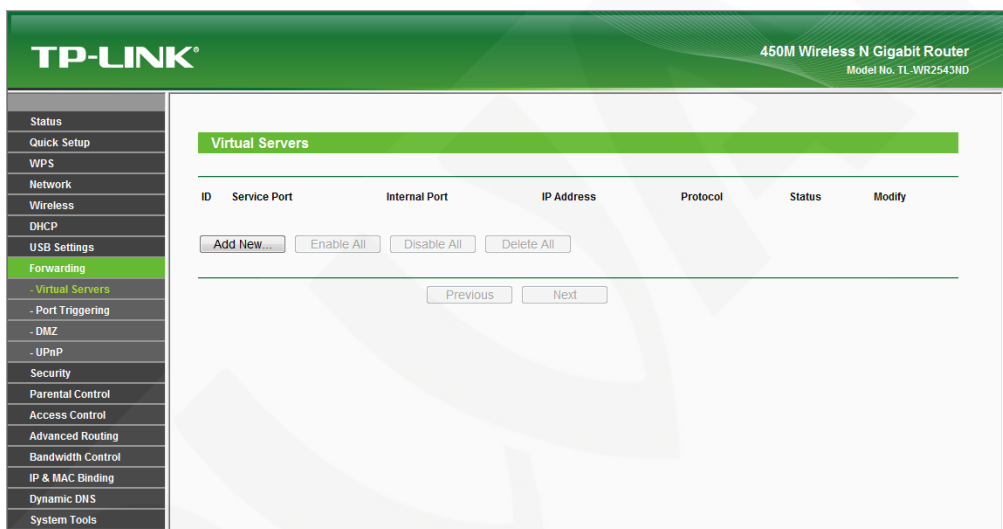 TP-LINK®
450M Wireless N Gigabit Router
Model No. TL-WR2543ND
Status
Quick Setup
WPS
Network
Wireless
DHCP
USB Settings
Forwarding
- Virtual Servers
- Port Triggering
- DMZ
- UPnP
Security
Parental Control
Access Control
Advanced Routing
Bandwidth Control
IP & MAC Binding
Dynamic DNS
System Tools
Virtual Servers
ID Service Port Internal Port IP Address Protocol Status Modify
Add New... Enable All Disable All Delete All
Previous Next